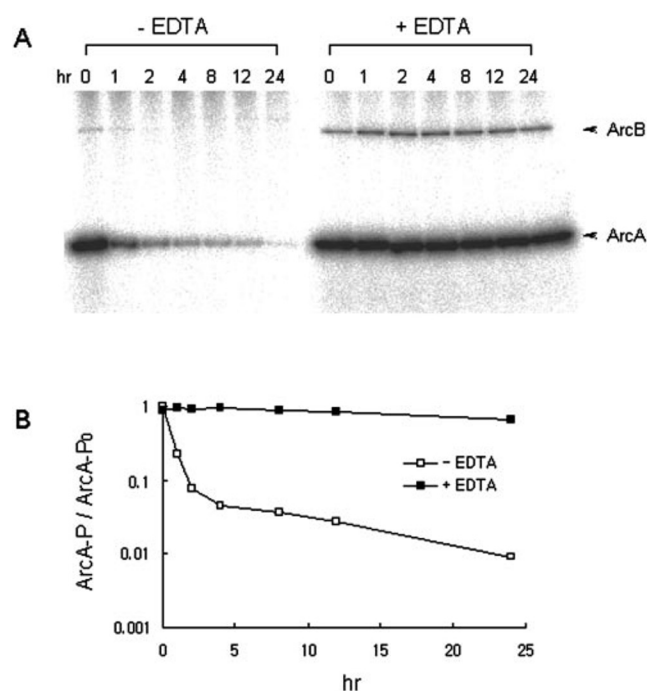 A
- EDTA
+ EDTA
hr 0 1 2 4 8 12 24
0 1 2 4 8 12 24
ArcB
ArcA
B
ArcA-P / ArcA-P0
1
0.1
0.01
0.001
- EDTA
+ EDTA
0 5 10 15 20 25
hr